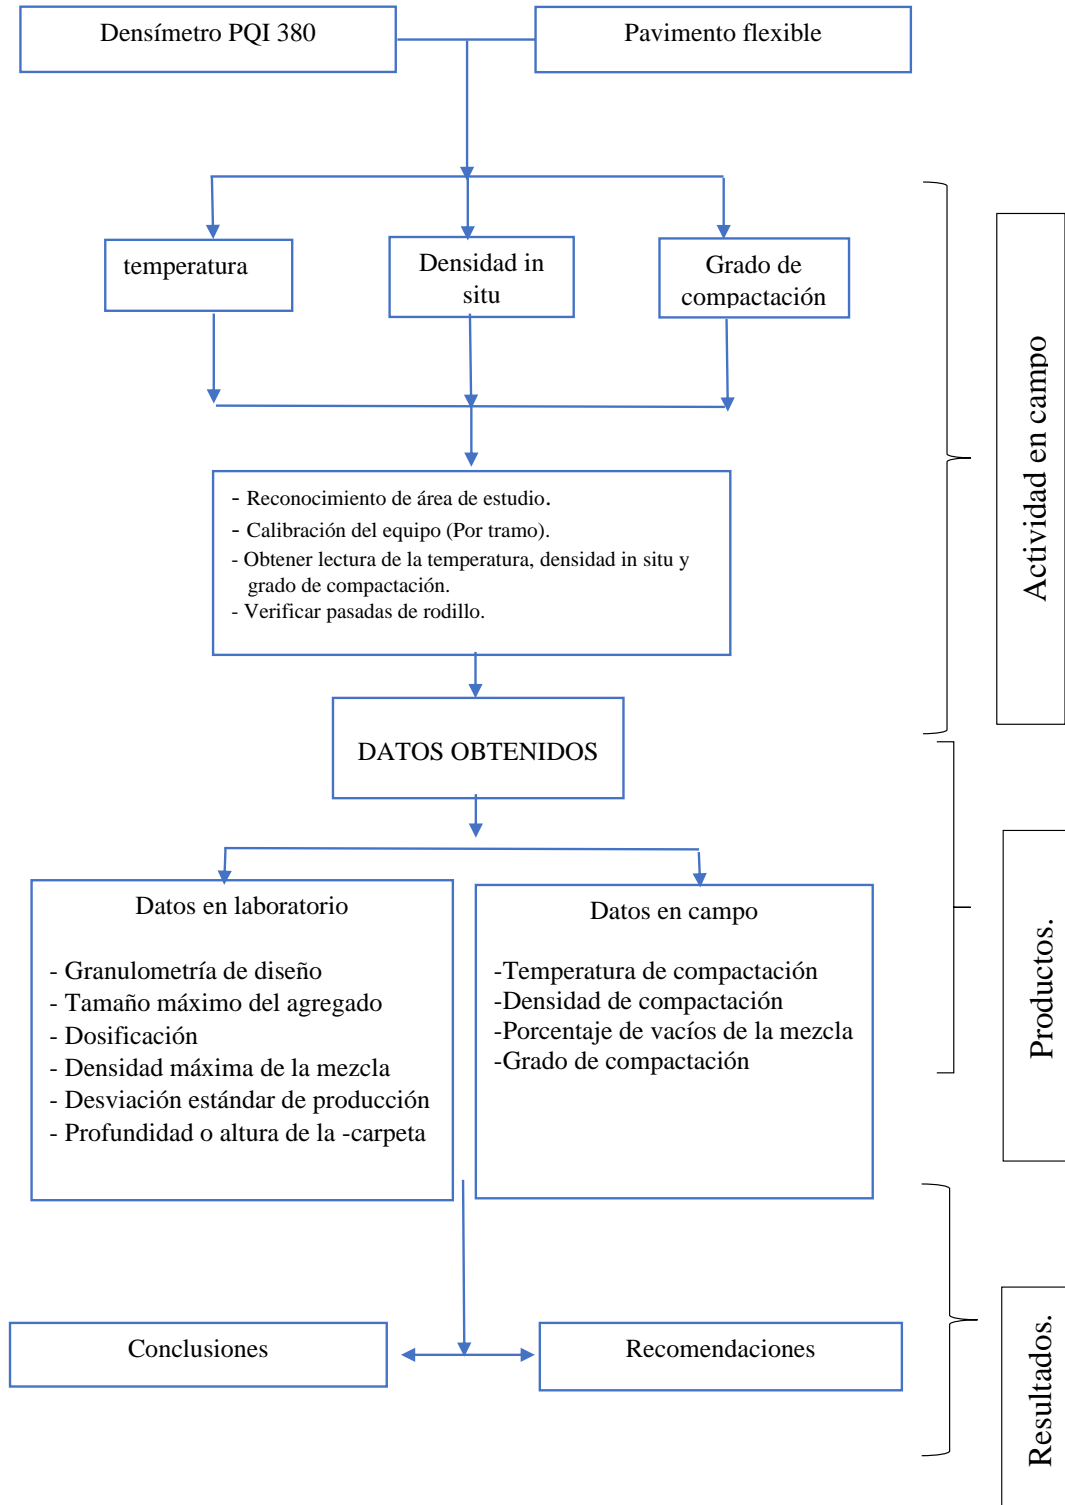 Densímetro PQI 380
Pavimento flexible
temperatura
Densidad in
situ
Grado de
compactación
- Reconocimiento de área de estudio.
- Calibración del equipo (Por tramo).
- Obtener lectura de la temperatura, densidad in situ y
grado de compactación.
- Verificar pasadas de rodillo.
Actividad en campo
DATOS OBTENIDOS
Datos en laboratorio
- Granulometría de diseño
- Tamaño máximo del agregado
- Dosificación
- Densidad máxima de la mezcla
- Desviación estándar de producción
- Profundidad o altura de la -carpeta
Datos en campo
-Temperatura de compactación
-Densidad de compactación
-Porcentaje de vacíos de la mezcla
-Grado de compactación
Productos.
Conclusiones
Recomendaciones
Resultados.